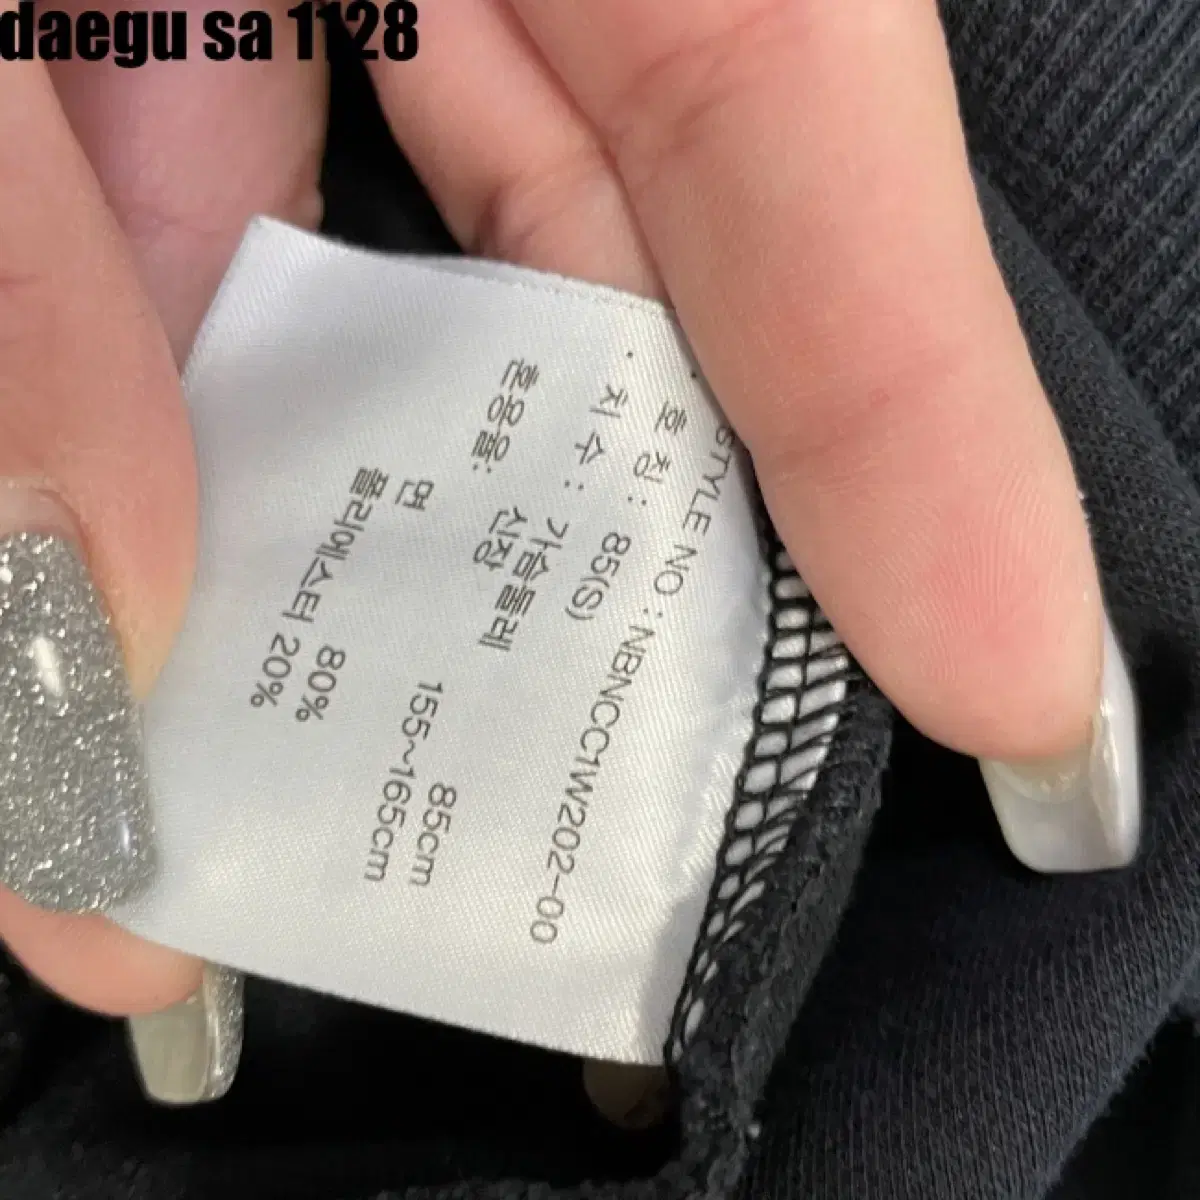 daegu sa 1128
STYLE NO : NBNCC1W202-00
· 호칭 : 85(S)
· 치수 : 가슴둘레 85cm
신장 155~165cm
혼용율:
면 80%
폴리에스터 20%